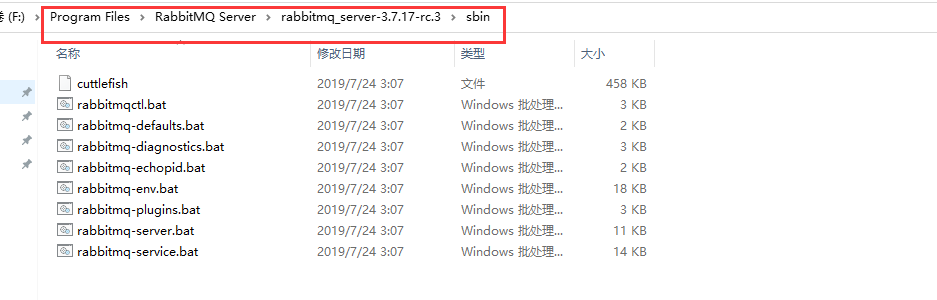 卷 (F:) > Program Files > RabbitMQ Server > rabbitmq_server-3.7.17-rc.3 > sbin
名称 修改日期 类型 大小
cuttlefish 2019/7/24 3:07 文件 458 KB
rabbitmqctl.bat 2019/7/24 3:07 Windows 批处理... 3 KB
rabbitmq-defaults.bat 2019/7/24 3:07 Windows 批处理... 2 KB
rabbitmq-diagnostics.bat 2019/7/24 3:07 Windows 批处理... 3 KB
rabbitmq-echopid.bat 2019/7/24 3:07 Windows 批处理... 2 KB
rabbitmq-env.bat 2019/7/24 3:07 Windows 批处理... 18 KB
rabbitmq-plugins.bat 2019/7/24 3:07 Windows 批处理... 3 KB
rabbitmq-server.bat 2019/7/24 3:07 Windows 批处理... 11 KB
rabbitmq-service.bat 2019/7/24 3:07 Windows 批处理... 14 KB